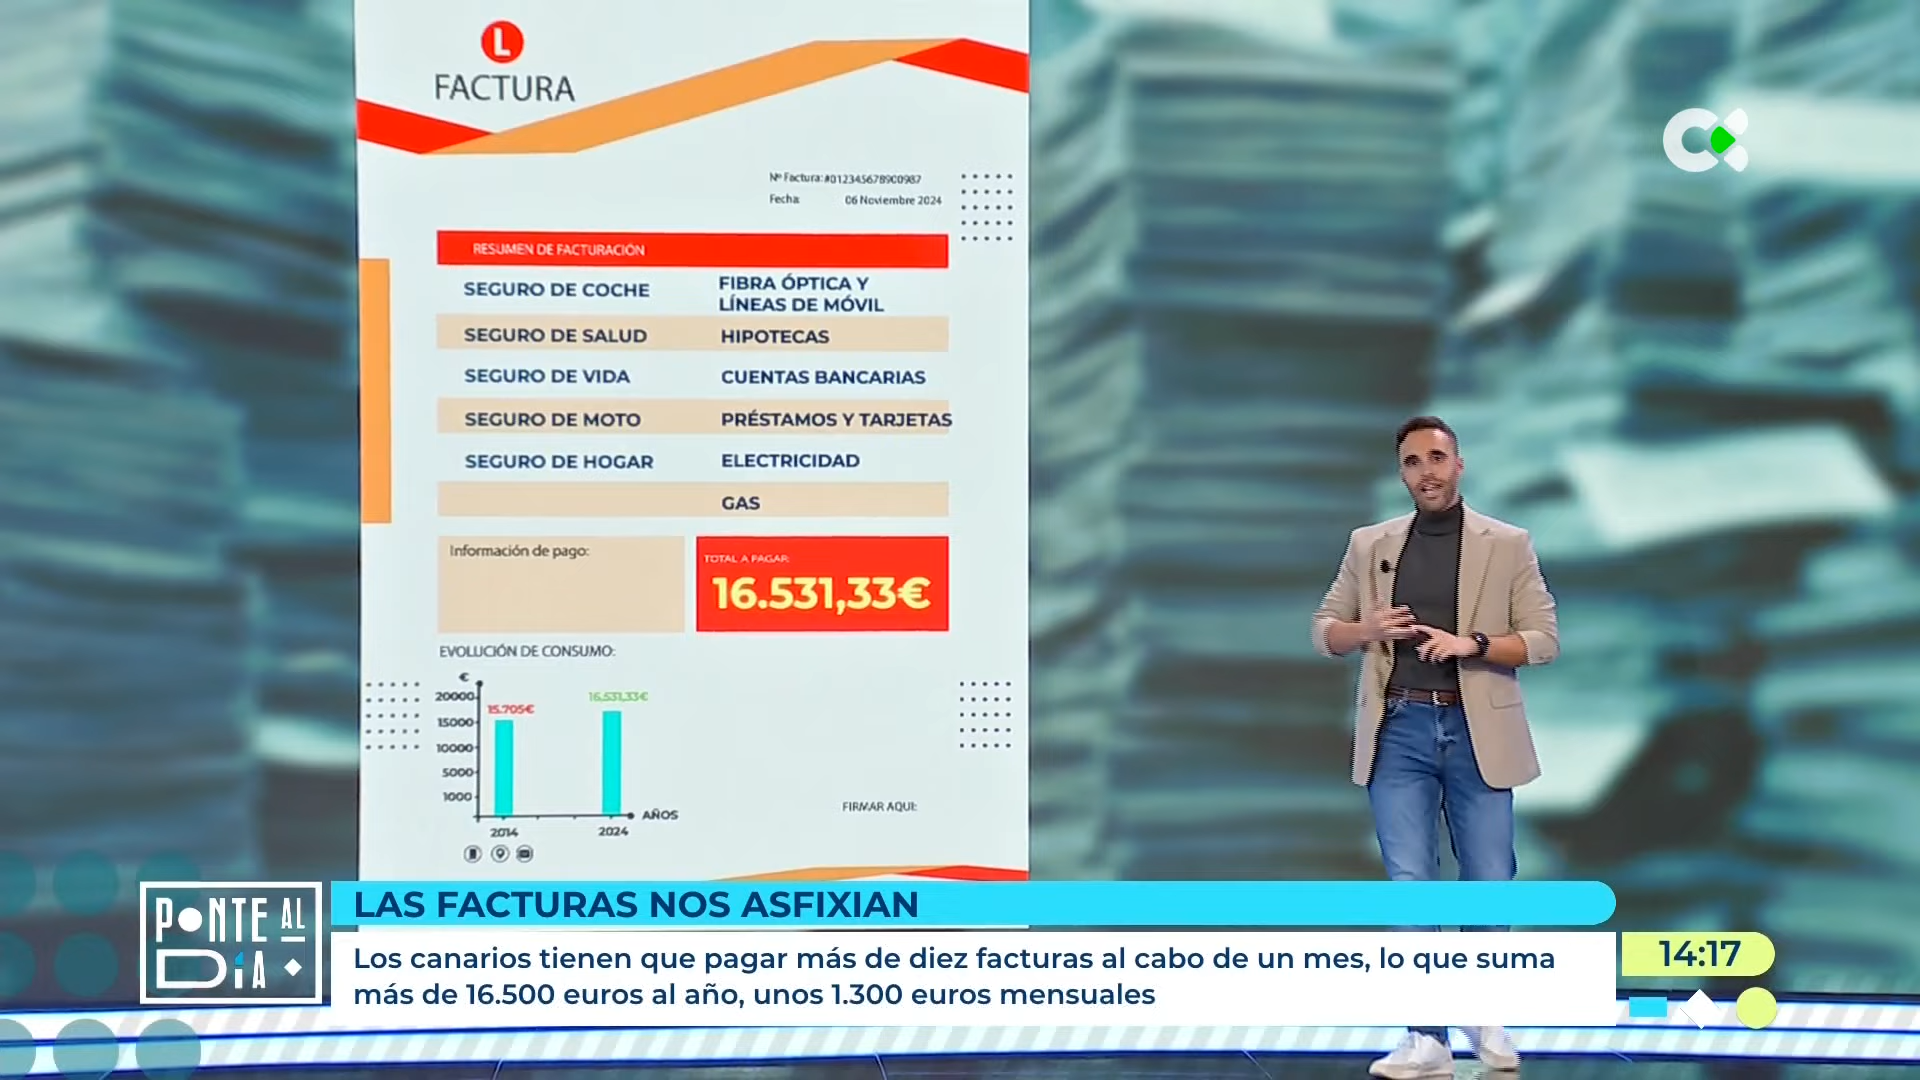 L
FACTURA
Nº Factura: #012345678900987
Fecha: 06 Noviembre 2024
RESUMEN DE FACTURACIÓN
SEGURO DE COCHE
FIBRA ÓPTICA Y
LÍNEAS DE MÓVIL
SEGURO DE SALUD
HIPOTECAS
SEGURO DE VIDA
CUENTAS BANCARIAS
SEGURO DE MOTO
PRÉSTAMOS Y TARJETAS
SEGURO DE HOGAR
ELECTRICIDAD
GAS
Información de pago:
TOTAL A PAGAR:
16.531,33€
EVOLUCIÓN DE CONSUMO:
€
20000
15000
10000
5000
1000
15.705€
16.531,33€
2014
2024
AÑOS
FIRMAR AQUI:
PONTE AL
DÍA
LAS FACTURAS NOS ASFIXIAN
Los canarios tienen que pagar más de diez facturas al cabo de un mes, lo que suma
más de 16.500 euros al año, unos 1.300 euros mensuales
14:17